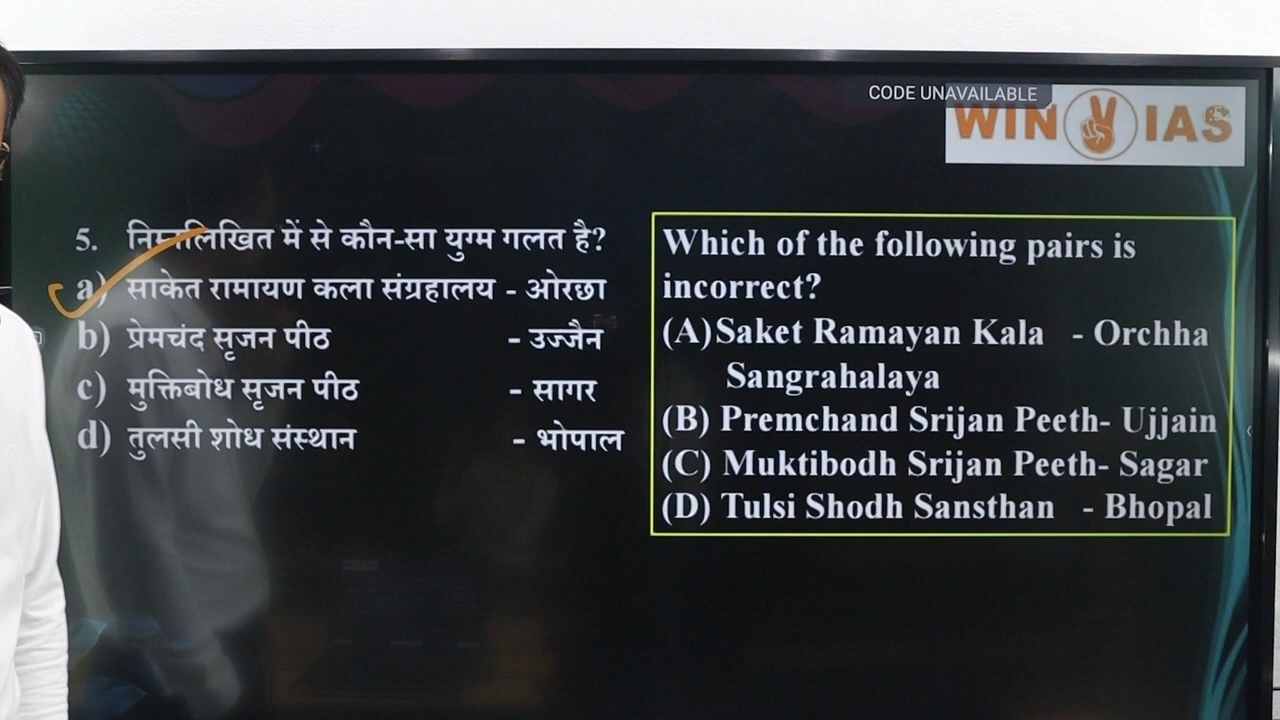 CODE UNAVAILABLE
WIN IAS
5. निम्नलिखित में से कौन-सा युग्म गलत है?
a) साकेत रामायण कला संग्रहालय - ओरछा
b) प्रेमचंद सृजन पीठ - उज्जैन
c) मुक्तिबोध सृजन पीठ - सागर
d) तुलसी शोध संस्थान - भोपाल
Which of the following pairs is
incorrect?
(A) Saket Ramayan Kala - Orchha
Sangrahalaya
(B) Premchand Srijan Peeth- Ujjain
(C) Muktibodh Srijan Peeth- Sagar
(D) Tulsi Shodh Sansthan - Bhopal